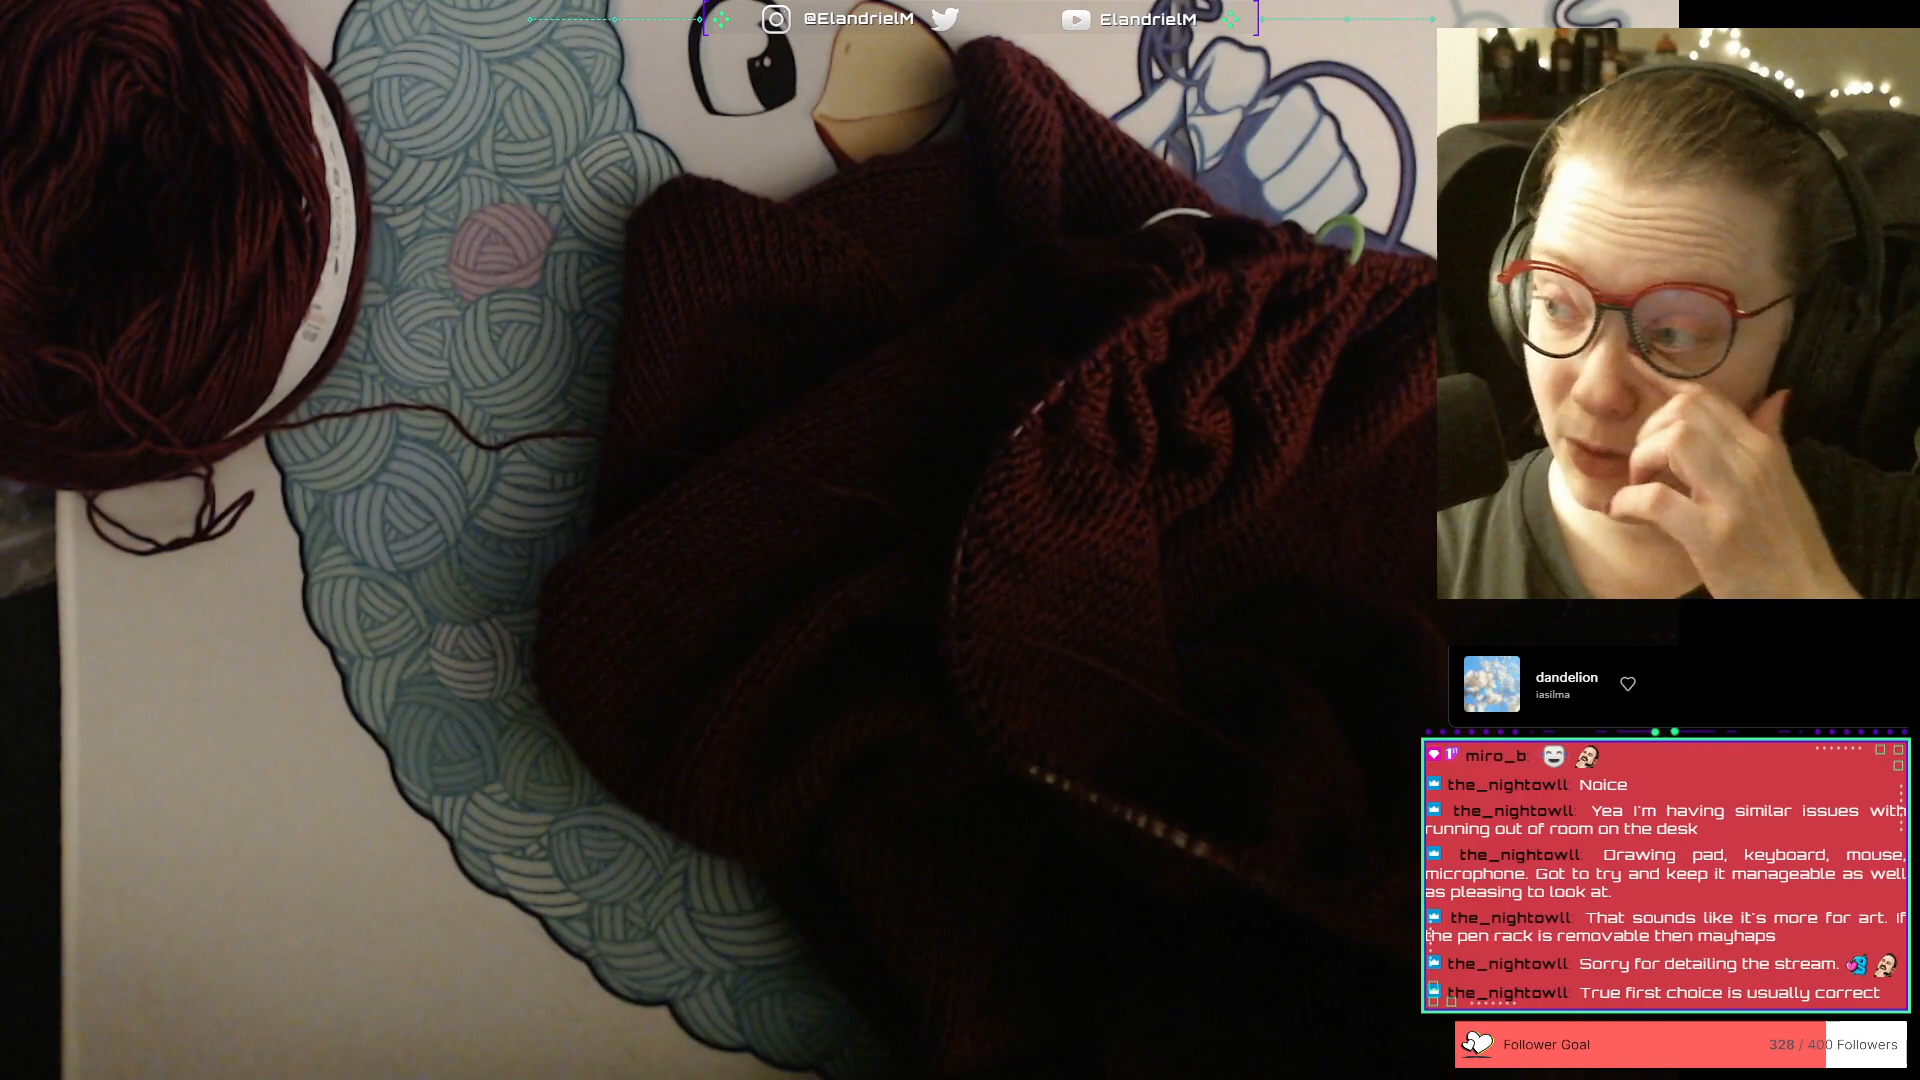 @ElandrielM
ElandrielM
dandelion
iasilma
miro_b:
the_nightowll: Noice
the_nightowll: Yea I'm having similar issues with
running out of room on the desk
the_nightowll: Drawing pad, keyboard, mouse,
microphone. Got to try and keep it manageable as well
as pleasing to look at.
the_nightowll: That sounds like it's more for art. If
the pen rack is removable then mayhaps
the_nightowll: Sorry for detailing the stream.
the_nightowll: True first choice is usually correct
Follower Goal
328 / 400 Followers